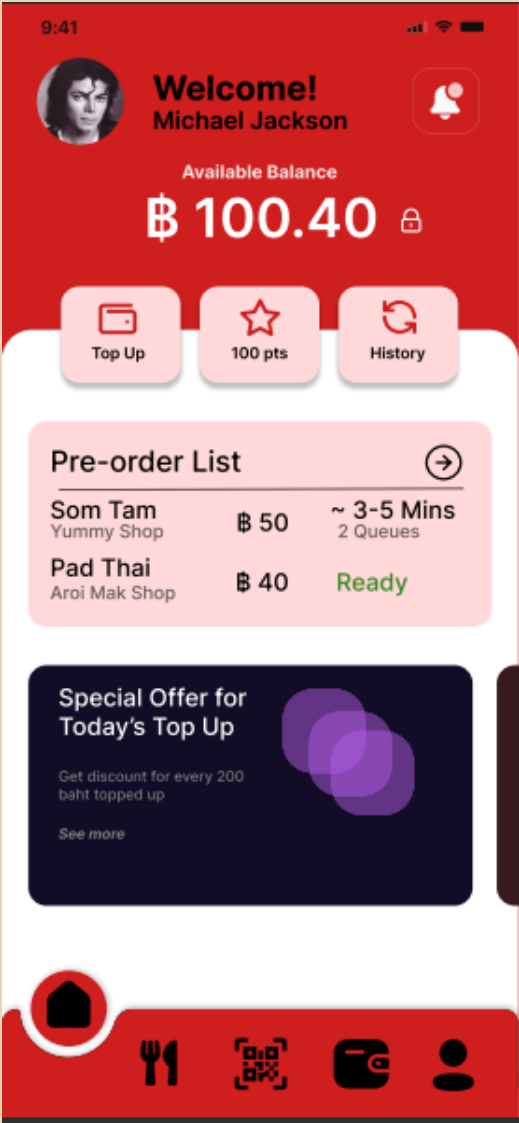 9:41
Welcome!
Michael Jackson
Available Balance
฿ 100.40
Top Up
100 pts
History
Pre-order List
Som Tam
Yummy Shop
฿ 50
~ 3-5 Mins
2 Queues
Pad Thai
Aroi Mak Shop
฿ 40
Ready
Special Offer for
Today's Top Up
Get discount for every 200
baht topped up
See more